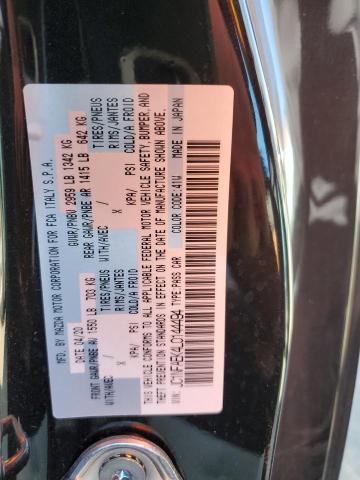 MFD. BY MAZDA MOTOR CORPORATION FOR FCA ITALY S.P.A.
DATE 04/20 GVWR/PNBV 2959 LB 1342 KG
FRONT GAWR/PNBE AV 1550 LB 703 KG REAR GAWR/PNBE AR 1415 LB 642 KG
WITH/AVEC TIRES/PNEUS WITH/AVEC TIRES/PNEUS
X RIMS/JANTES X RIMS/JANTES
KPA/ PSI COLD/A FROID KPA/ PSI COLD/A FROID
THIS VEHICLE CONFORMS TO ALL APPLICABLE FEDERAL MOTOR VEHICLE SAFETY, BUMPER, AND
THEFT PREVENTION STANDARDS IN EFFECT ON THE DATE OF MANUFACTURE SHOWN ABOVE.
TYPE: PASS CAR COLOR: 41W MADE IN JAPAN